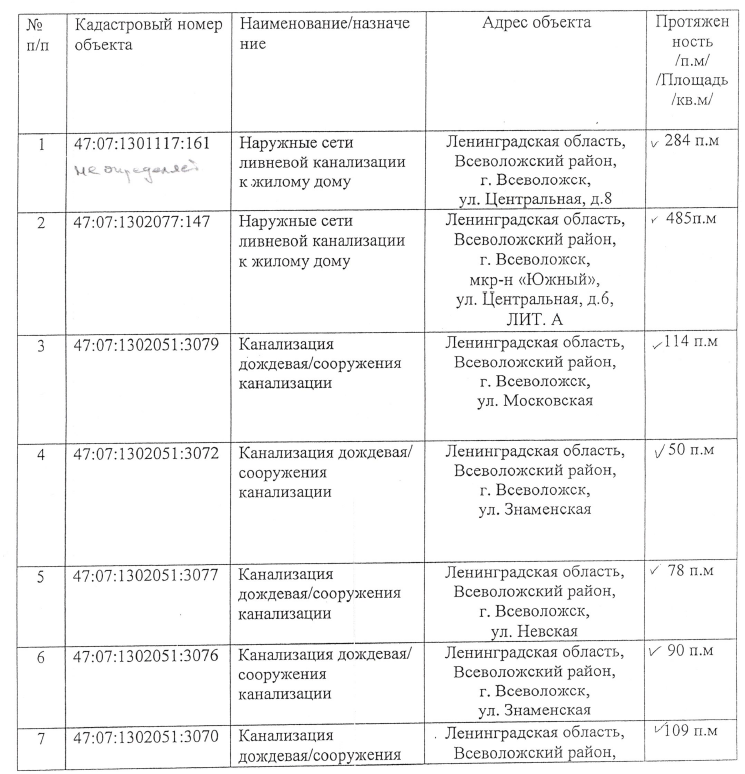 № Кадастровый номер Наименование/назначе Адрес объекта Протяжен
п/п объекта ние ность
/п.м/
/Площадь
/кв.м/
1 47:07:1301117:161 Наружные сети Ленинградская область, ✓ 284 п.м
не определяет ливневой канализации Всеволожский район,
к жилому дому г. Всеволожск,
ул. Центральная, д.8
2 47:07:1302077:147 Наружные сети Ленинградская область, ✓ 485п.м
ливневой канализации Всеволожский район,
к жилому дому г. Всеволожск,
мкр-н «Южный»,
ул. Центральная, д.6,
ЛИТ. А
3 47:07:1302051:3079 Канализация Ленинградская область, ✓114 п.м
дождевая/сооружения Всеволожский район,
канализации г. Всеволожск,
ул. Московская
4 47:07:1302051:3072 Канализация дождевая/ Ленинградская область, ✓50 п.м
сооружения Всеволожский район,
канализации г. Всеволожск,
ул. Знаменская
5 47:07:1302051:3077 Канализация Ленинградская область, ✓ 78 п.м
дождевая/сооружения Всеволожский район,
канализации г. Всеволожск,
ул. Невская
6 47:07:1302051:3076 Канализация дождевая/ Ленинградская область, ✓ 90 п.м
сооружения Всеволожский район,
канализации г. Всеволожск,
ул. Знаменская
7 47:07:1302051:3070 Канализация Ленинградская область, ✓109 п.м
дождевая/сооружения Всеволожский район,